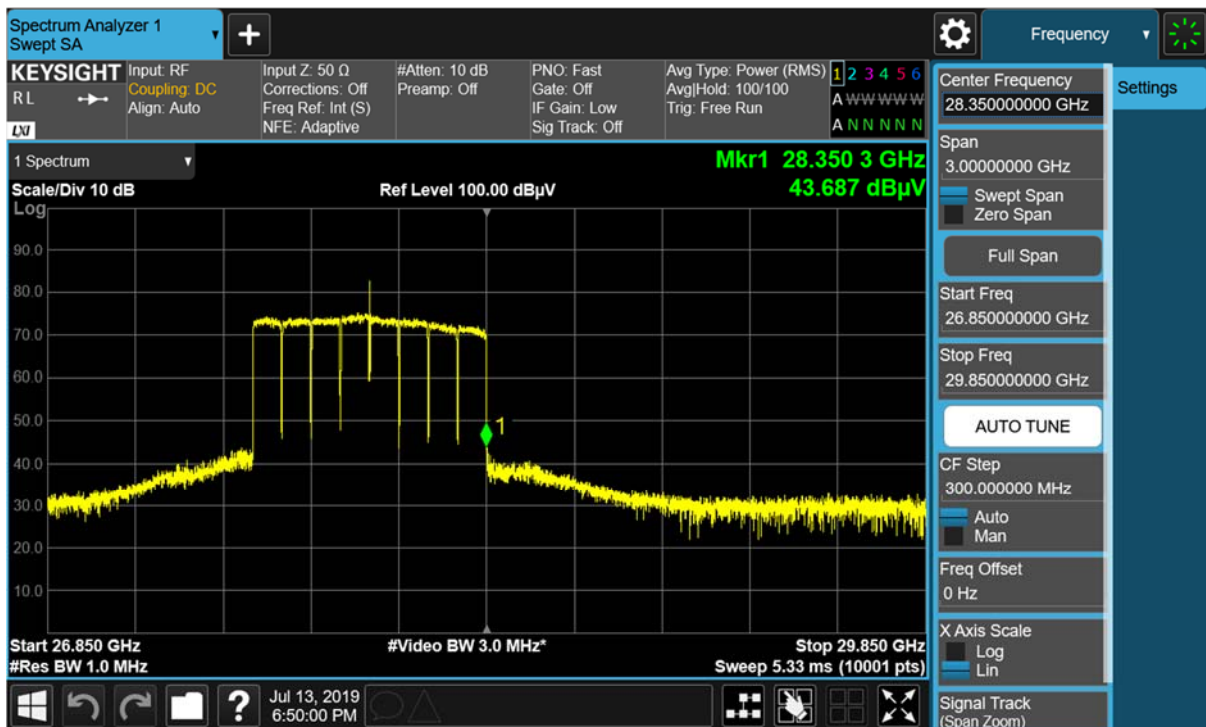 Spectrum Analyzer 1
Swept SA
+
Frequency
KEYSIGHT
R L
LXI
Input: RF
Coupling: DC
Align: Auto
Input Z: 50 Ω
Corrections: Off
Freq Ref: Int (S)
NFE: Adaptive
#Atten: 10 dB
Preamp: Off
PNO: Fast
Gate: Off
IF Gain: Low
Sig Track: Off
Avg Type: Power (RMS)
Avg|Hold: 100/100
Trig: Free Run
1 2 3 4 5 6
A W W W W W
A N N N N N
1 Spectrum
Scale/Div 10 dB
Log
Ref Level 100.00 dBµV
Mkr1 28.350 3 GHz
43.687 dBµV
90.0
80.0
70.0
60.0
50.0
40.0
30.0
20.0
10.0
1
Start 26.850 GHz
#Res BW 1.0 MHz
#Video BW 3.0 MHz*
Stop 29.850 GHz
Sweep 5.33 ms (10001 pts)
Center Frequency
28.350000000 GHz
Span
3.00000000 GHz
Swept Span
Zero Span
Full Span
Start Freq
26.850000000 GHz
Stop Freq
29.850000000 GHz
AUTO TUNE
CF Step
300.000000 MHz
Auto
Man
Freq Offset
0 Hz
X Axis Scale
Log
Lin
Signal Track
(Span Zoom)
Settings
?
Jul 13, 2019
6:50:00 PM